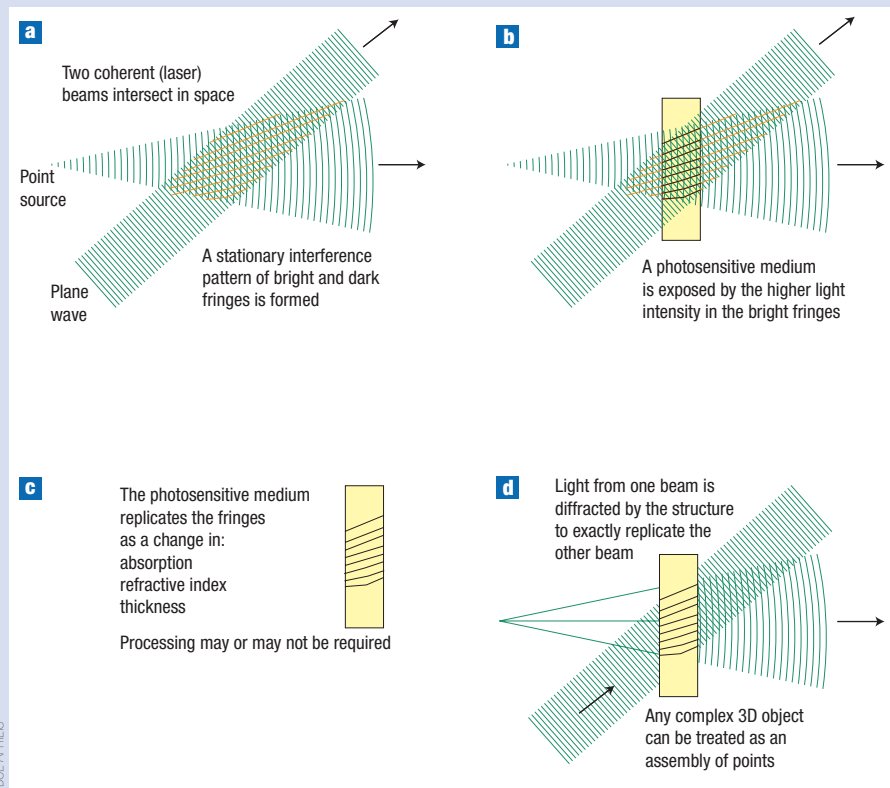 a
Two coherent (laser)
beams intersect in space
Point
source
A stationary interference
pattern of bright and dark
fringes is formed
Plane
wave
b
A photosensitive medium
is exposed by the higher light
intensity in the bright fringes
c
The photosensitive medium
replicates the fringes
as a change in:
absorption
refractive index
thickness
Processing may or may not be required
d
Light from one beam is
diffracted by the structure
to exactly replicate the
other beam
Any complex 3D object
can be treated as an
assembly of points